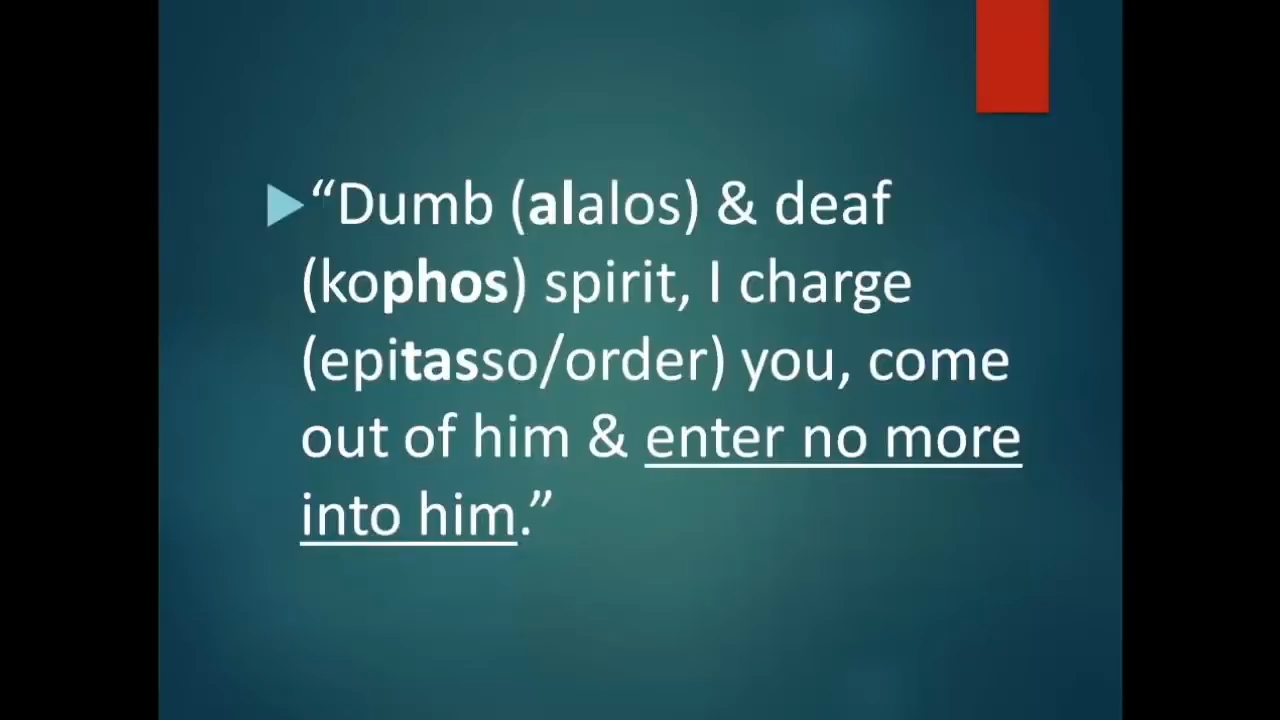 “Dumb (alalos) & deaf
(kophos) spirit, I charge
(epitasso/order) you, come
out of him & enter no more
into him.”